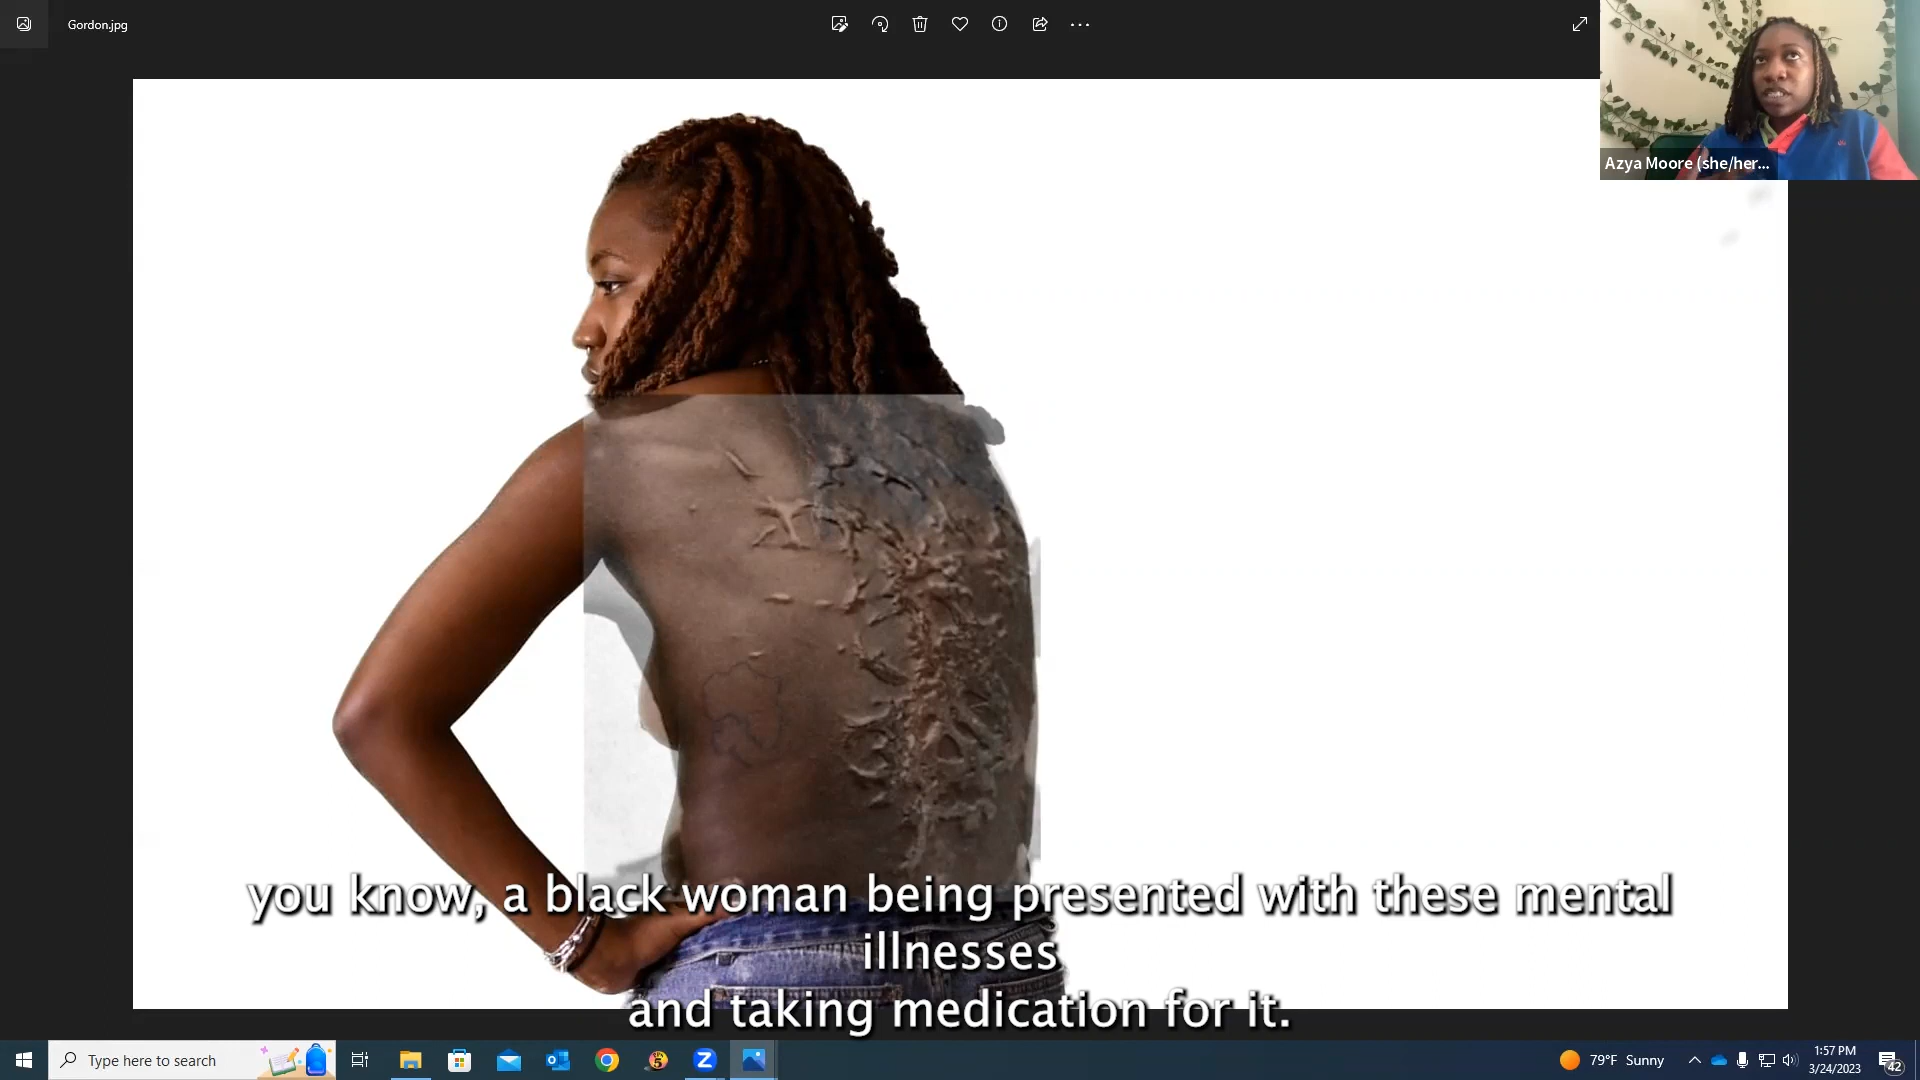 Gordon.jpg
Azya Moore (she/her...
you know, a black woman being presented with these mental
illnesses
and taking medication for it.
Type here to search
79°F Sunny
1:57 PM
3/24/2023
42